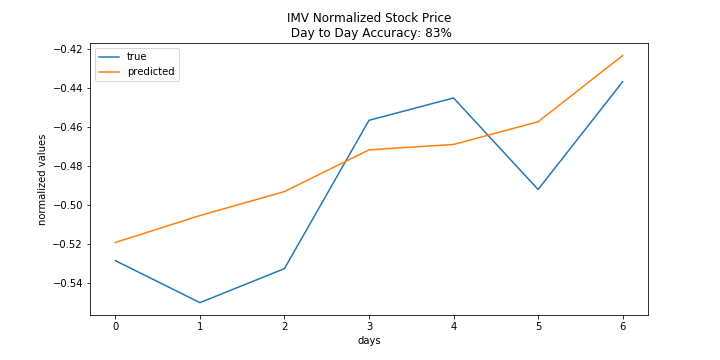 IMV Normalized Stock Price
Day to Day Accuracy: 83%
true
predicted
normalized values
−0.42
−0.44
−0.46
−0.48
−0.50
−0.52
−0.54
0 1 2 3 4 5 6
days